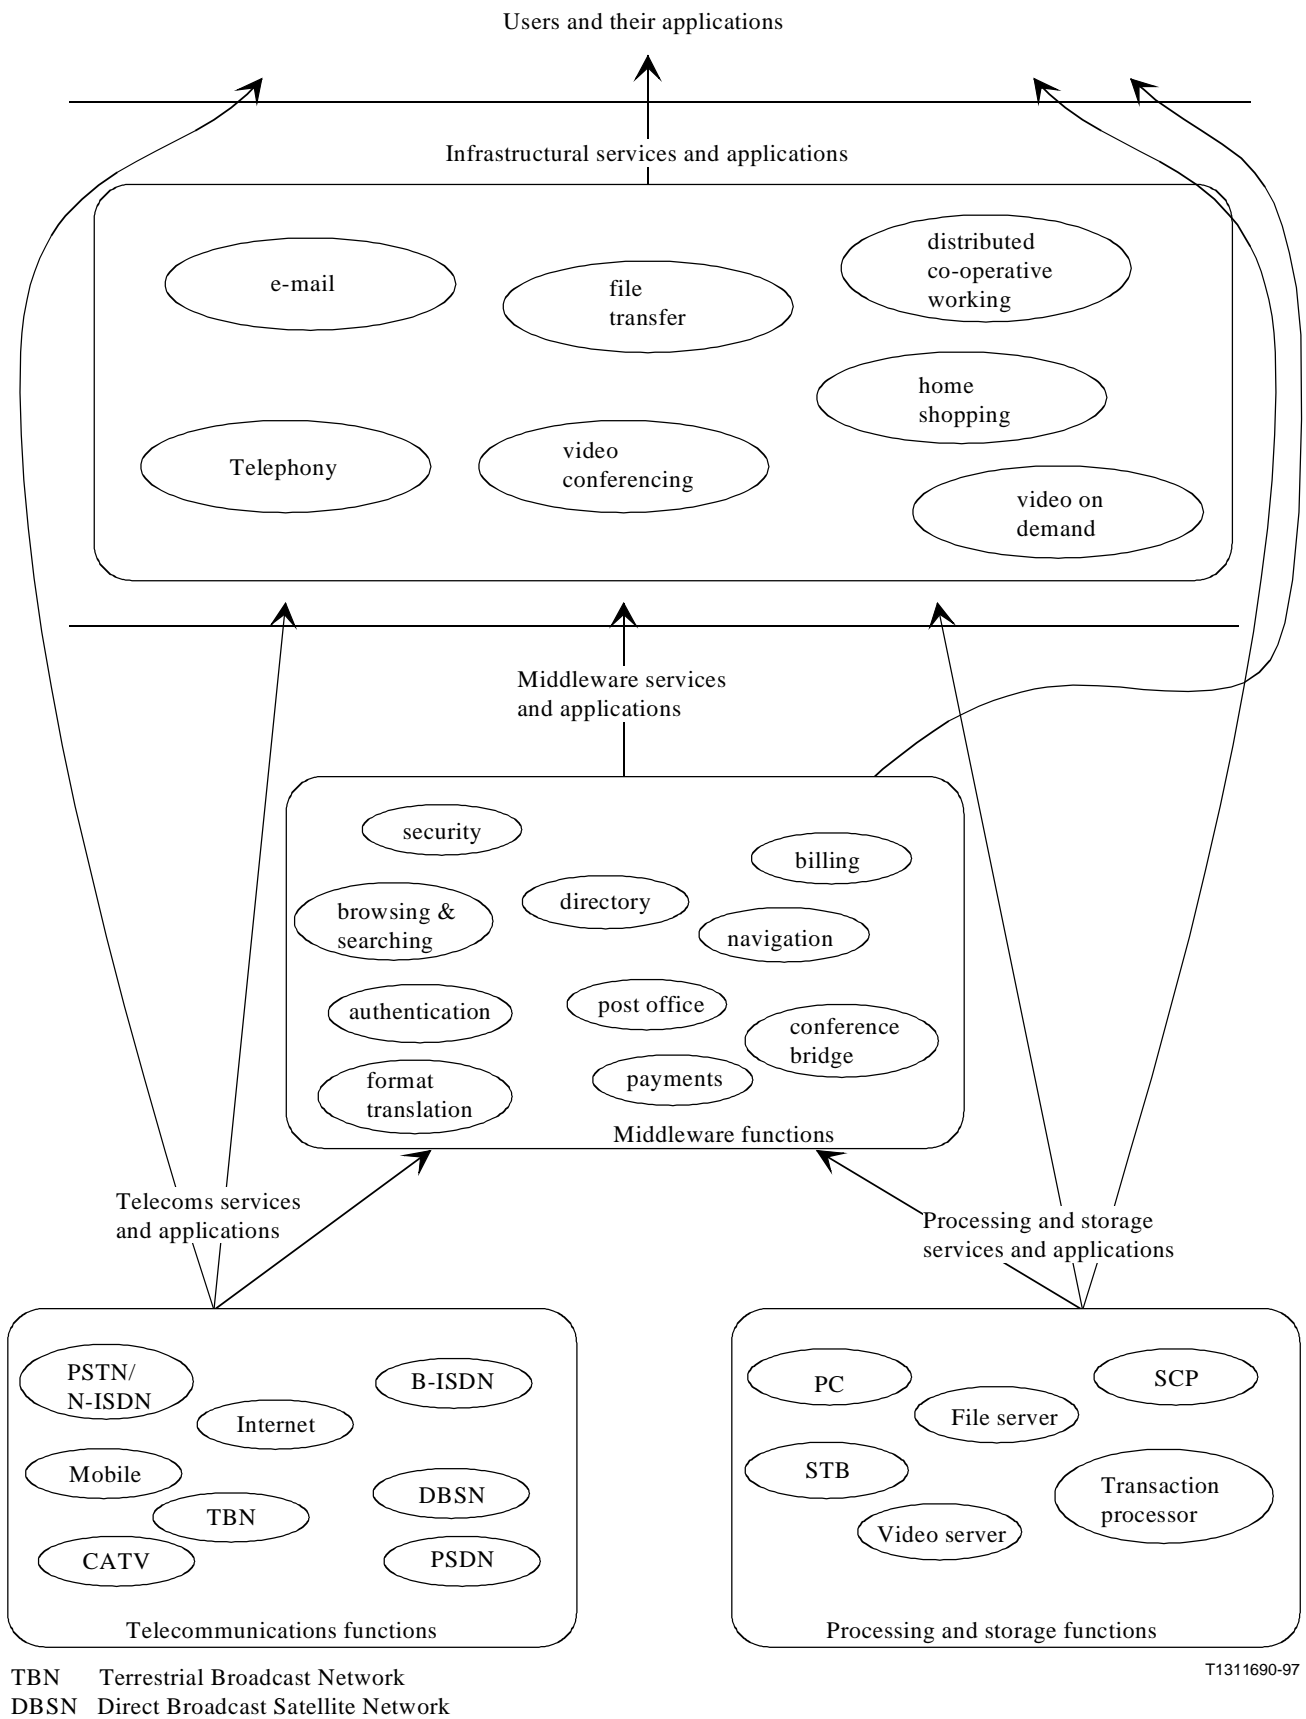 Users and their applications
Infrastructural services and applications
e-mail
file
transfer
distributed
co-operative
working
home
shopping
Telephony
video
conferencing
video on
demand
Middleware services
and applications
security
billing
browsing &
searching
directory
navigation
authentication
post office
conference
bridge
format
translation
payments
Middleware functions
Telecoms services
and applications
Processing and storage
services and applications
PSTN/
N-ISDN
B-ISDN
Internet
Mobile
TBN
DBSN
CATV
PSDN
Telecommunications functions
PC
SCP
File server
STB
Transaction
processor
Video server
Processing and storage functions
T1311690-97
TBN Terrestrial Broadcast Network
DBSN Direct Broadcast Satellite Network